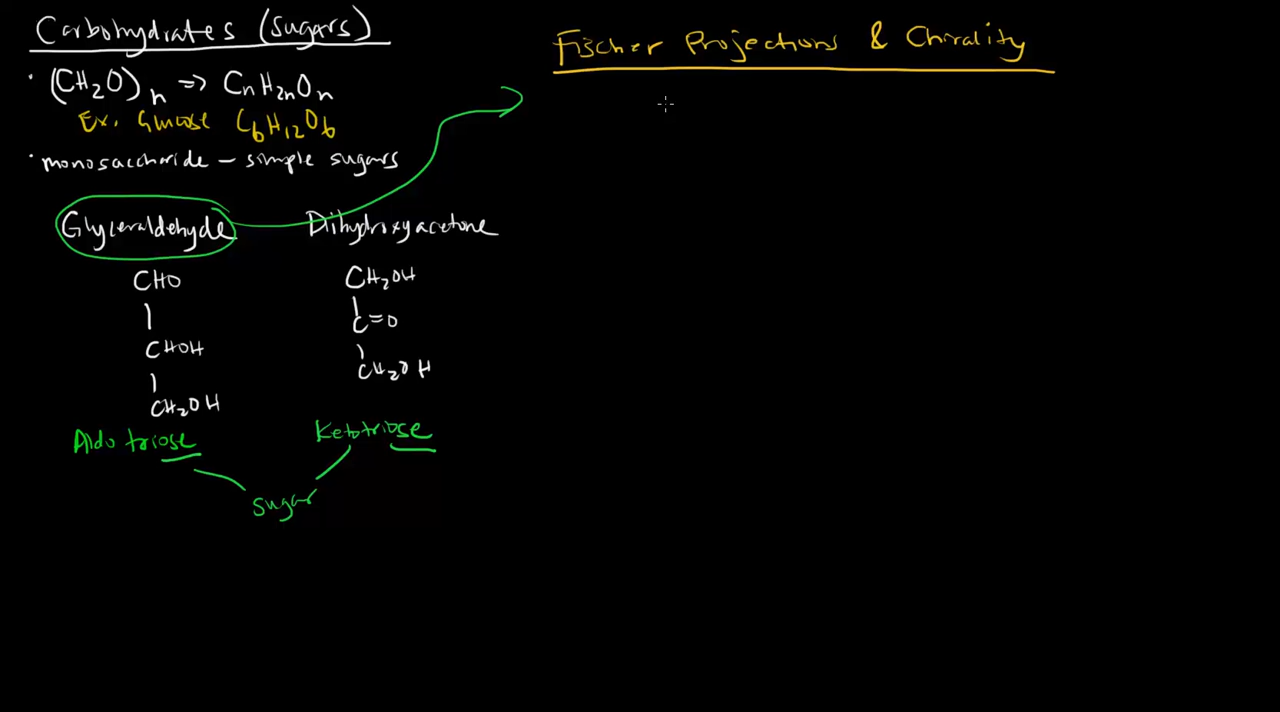 Carbohydrates (sugars)
· (CH₂O)n => CnH₂nOn
Ex. Glucose C₆H₁₂O₆
· monosaccharide – simple sugars
Glyceraldehyde
CHO
|
CHOH
|
CH₂OH
Aldotriose
Dihydroxyacetone
CH₂OH
|
C=O
|
CH₂OH
Ketotriose
sugar
Fischer Projections & Chirality